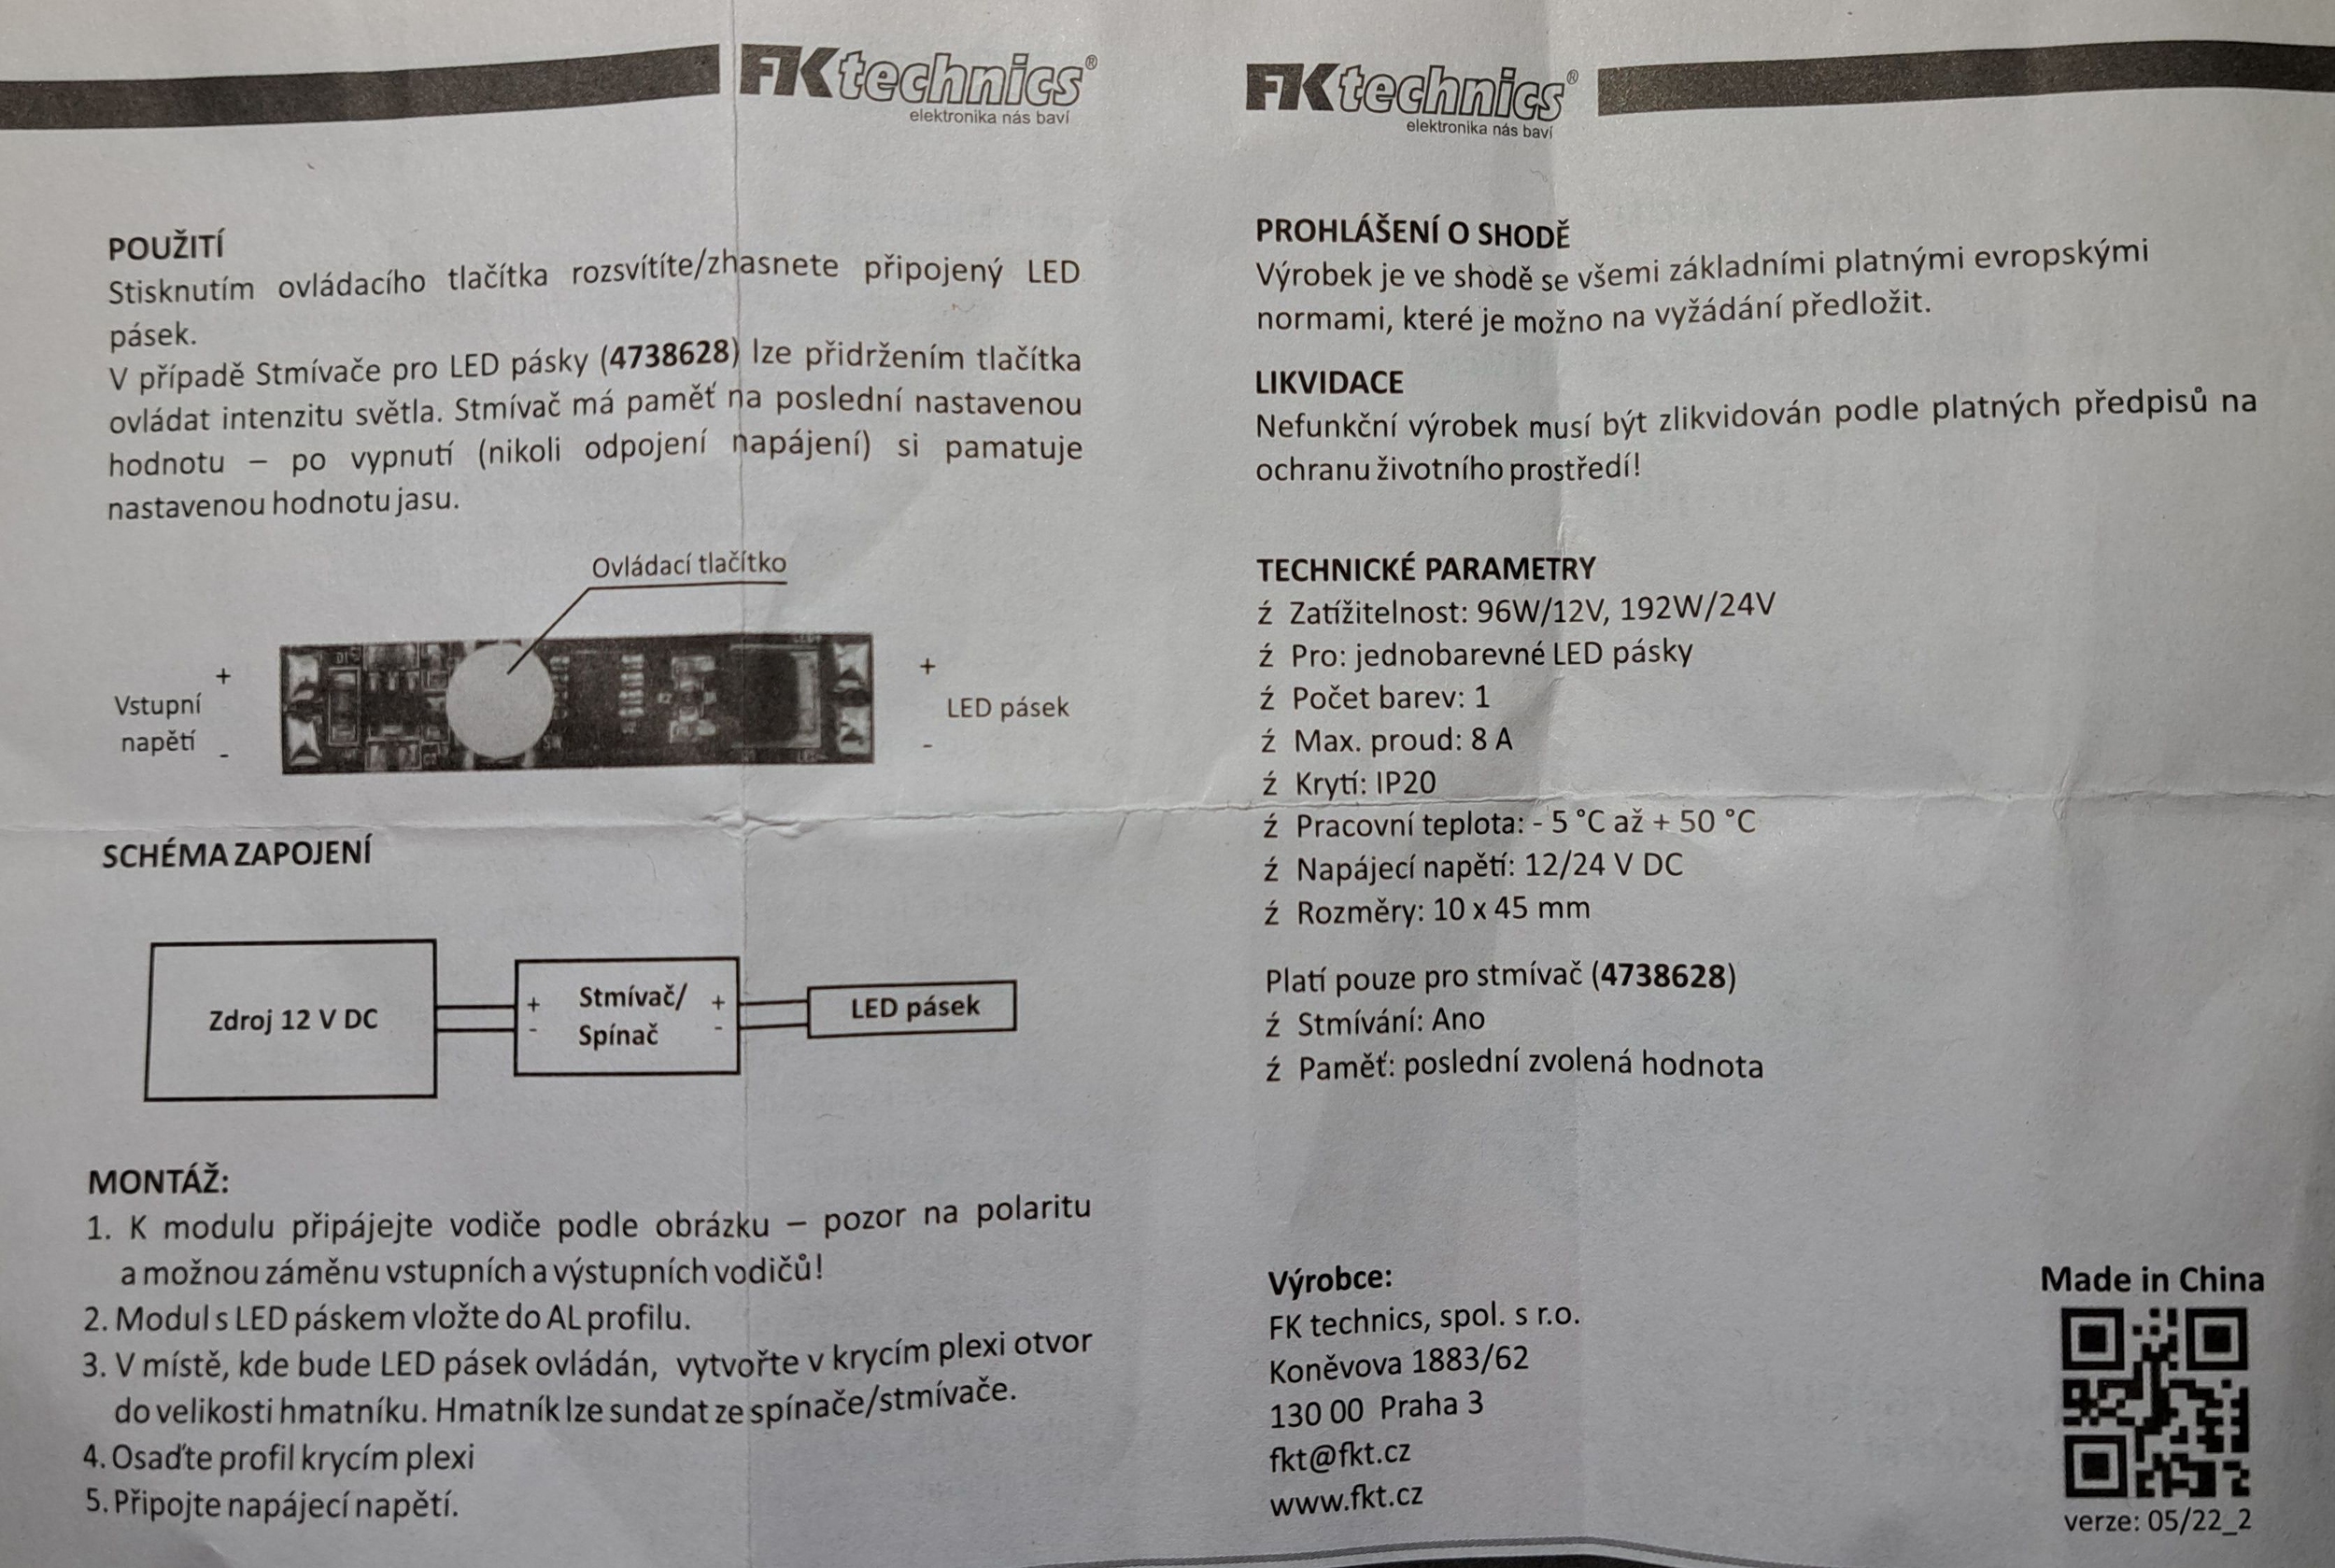 FKtechnics®
elektronika nás baví
POUŽITÍ
Stisknutím ovládacího tlačítka rozsvítíte/zhasnete připojený LED
pásek.
V případě Stmívače pro LED pásky (4738628) lze přidržením tlačítka
ovládat intenzitu světla. Stmívač má paměť na poslední nastavenou
hodnotu – po vypnutí (nikoli odpojení napájení) si pamatuje
nastavenou hodnotu jasu.
Ovládací tlačítko
+
Vstupní
napětí
-
+
LED pásek
-
SCHÉMA ZAPOJENÍ
Zdroj 12 V DC
+
-
Stmívač/
Spínač
+
-
LED pásek
MONTÁŽ:
1. K modulu připájejte vodiče podle obrázku – pozor na polaritu
a možnou záměnu vstupních a výstupních vodičů!
2. Modul s LED páskem vložte do AL profilu.
3. V místě, kde bude LED pásek ovládán, vytvořte v krycím plexi otvor
do velikosti hmatníku. Hmatník lze sundat ze spínače/stmívače.
4. Osaďte profil krycím plexi
5. Připojte napájecí napětí.
FKtechnics®
elektronika nás baví
PROHLÁŠENÍ O SHODĚ
Výrobek je ve shodě se všemi základními platnými evropskými
normami, které je možno na vyžádání předložit.
LIKVIDACE
Nefunkční výrobek musí být zlikvidován podle platných předpisů na
ochranu životního prostředí!
TECHNICKÉ PARAMETRY
ź Zatížitelnost: 96W/12V, 192W/24V
ź Pro: jednobarevné LED pásky
ź Počet barev: 1
ź Max. proud: 8 A
ź Krytí: IP20
ź Pracovní teplota: - 5 °C až + 50 °C
ź Napájecí napětí: 12/24 V DC
ź Rozměry: 10 x 45 mm
Platí pouze pro stmívač (4738628)
ź Stmívání: Ano
ź Paměť: poslední zvolená hodnota
Výrobce:
FK technics, spol. s r.o.
Koněvova 1883/62
130 00 Praha 3
fkt@fkt.cz
www.fkt.cz
Made in China
verze: 05/22_2